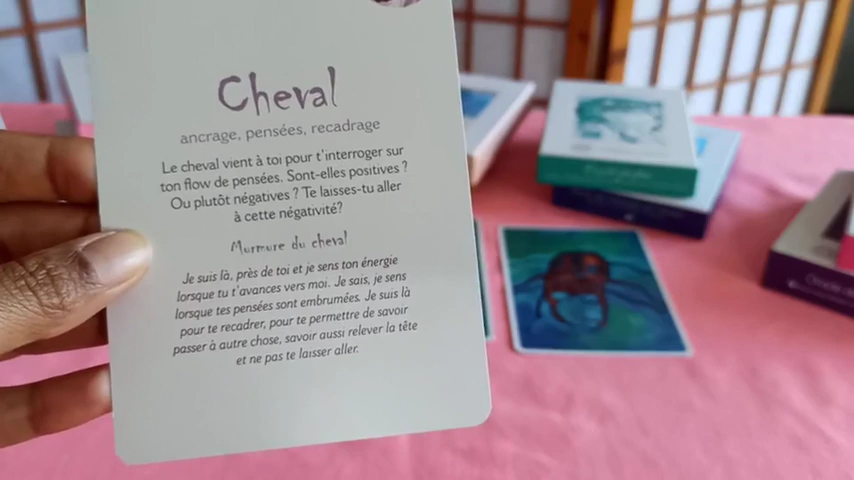 Cheval
ancrage, pensées, recadrage
Le cheval vient à toi pour t'interroger sur
ton flow de pensées. Sont-elles positives ?
Ou plutôt négatives ? Te laisses-tu aller
à cette négativité?
Murmure du cheval
Je suis là, près de toi et je sens ton énergie
lorsque tu t'avances vers moi. Je sais, je sens
lorsque tes pensées sont embrumées. Je suis là
pour te recadrer, pour te permettre de savoir
passer à autre chose, savoir aussi relever la tête
et ne pas te laisser aller.